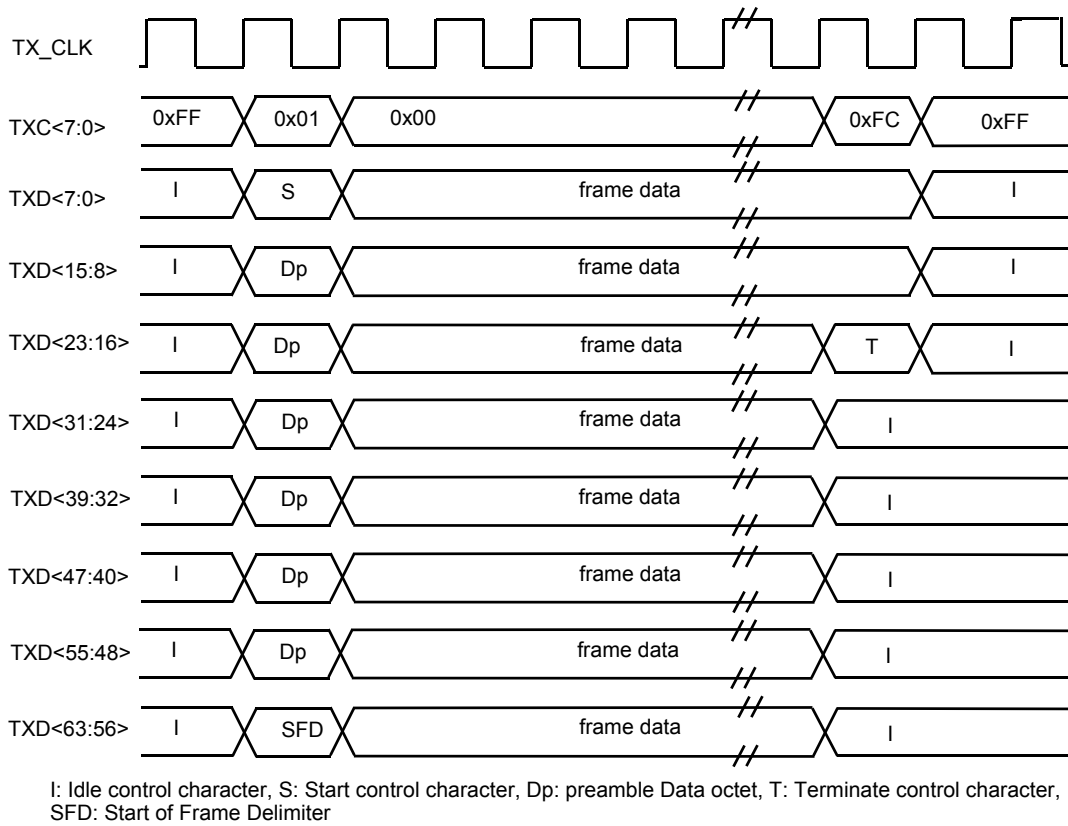 TX_CLK
TXC<7:0> 0xFF 0x01 0x00 0xFC 0xFF
TXD<7:0> I S frame data I
TXD<15:8> I Dp frame data I
TXD<23:16> I Dp frame data T I
TXD<31:24> I Dp frame data I
TXD<39:32> I Dp frame data I
TXD<47:40> I Dp frame data I
TXD<55:48> I Dp frame data I
TXD<63:56> I SFD frame data I
I: Idle control character, S: Start control character, Dp: preamble Data octet, T: Terminate control character,
SFD: Start of Frame Delimiter